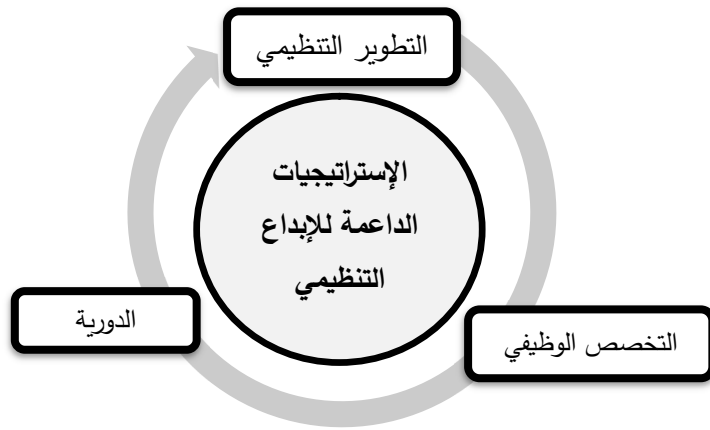 التطوير التنظيمي
الإستراتيجيات
الداعمة للإبداع
التنظيمي
التخصص الوظيفي
الدورية